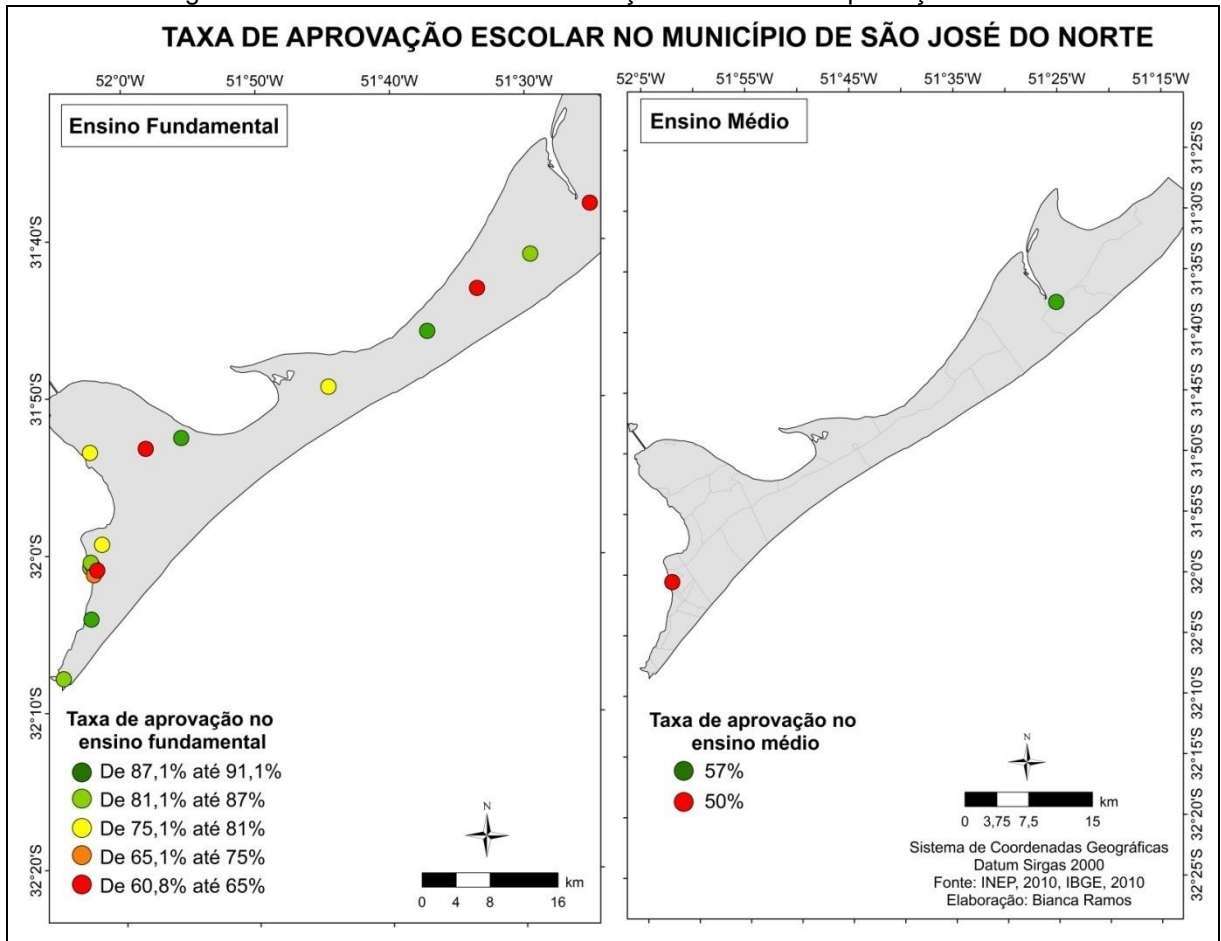 TAXA DE APROVAÇÃO ESCOLAR NO MUNICÍPIO DE SÃO JOSÉ DO NORTE
52°0'W 51°50'W 51°40'W 51°30'W
Ensino Fundamental
31°40'S
31°50'S
32°0'S
32°10'S
32°20'S
Taxa de aprovação no
ensino fundamental
De 87,1% até 91,1%
De 81,1% até 87%
De 75,1% até 81%
De 65,1% até 75%
De 60,8% até 65%
N
km
0 4 8 16
52°5'W 51°55'W 51°45'W 51°35'W 51°25'W 51°15'W
Ensino Médio
31°25'S
31°30'S
31°35'S
31°40'S
31°45'S
31°50'S
31°55'S
32°0'S
32°5'S
32°10'S
32°15'S
32°20'S
32°25'S
Taxa de aprovação no
ensino médio
57%
50%
N
km
0 3,75 7,5 15
Sistema de Coordenadas Geográficas
Datum Sirgas 2000
Fonte: INEP, 2010, IBGE, 2010
Elaboração: Bianca Ramos